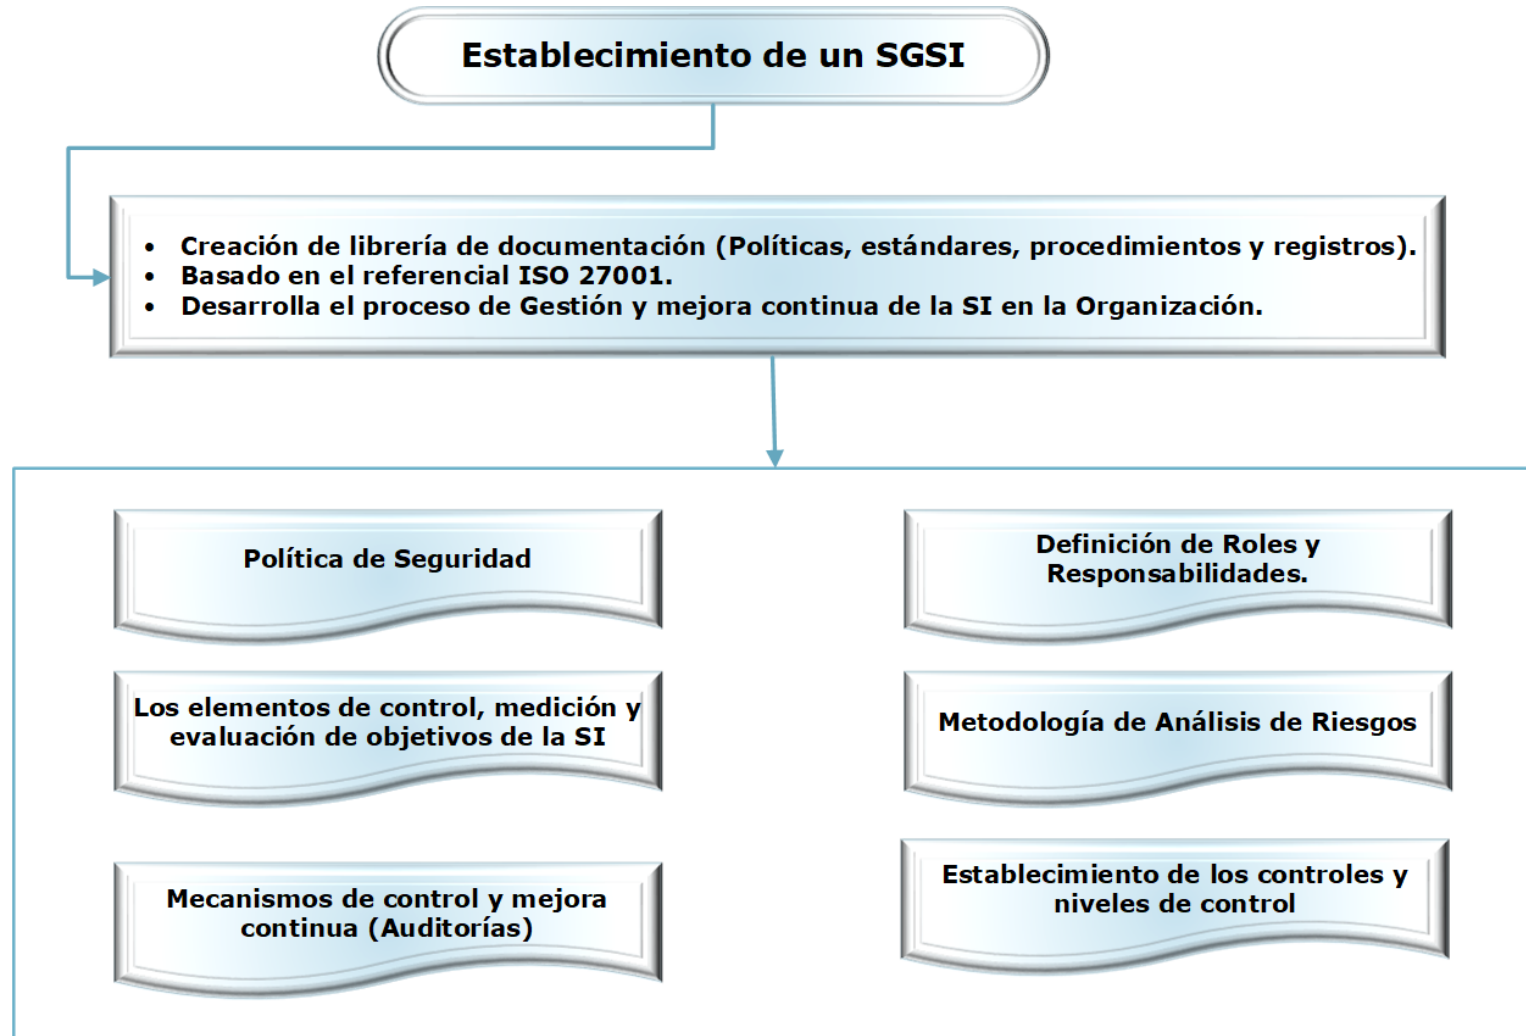 Establecimiento de un SGSI
• Creación de librería de documentación (Políticas, estándares, procedimientos y registros).
• Basado en el referencial ISO 27001.
• Desarrolla el proceso de Gestión y mejora continua de la SI en la Organización.
Política de Seguridad
Definición de Roles y
Responsabilidades.
Los elementos de control, medición y
evaluación de objetivos de la SI
Metodología de Análisis de Riesgos
Mecanismos de control y mejora
continua (Auditorías)
Establecimiento de los controles y
niveles de control